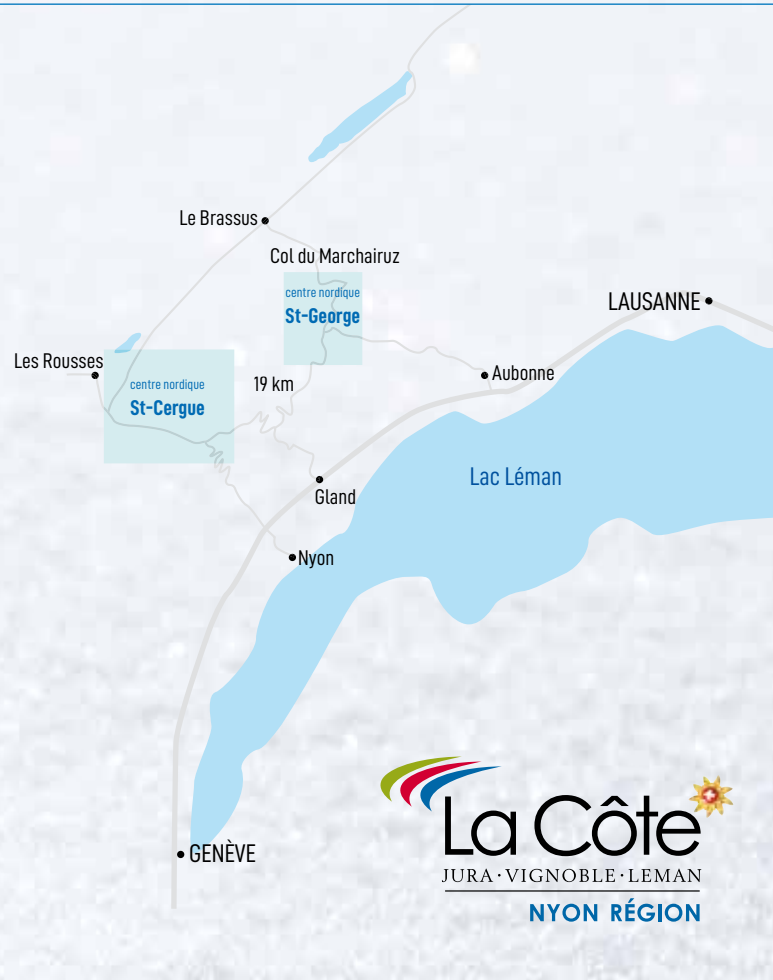 Le Brassus
Col du Marchairuz
centre nordique
St-George
LAUSANNE
Les Rousses
centre nordique
St-Cergue
19 km
Aubonne
Lac Léman
Gland
Nyon
GENÈVE
La Côte
JURA·VIGNOBLE·LEMAN
NYON RÉGION